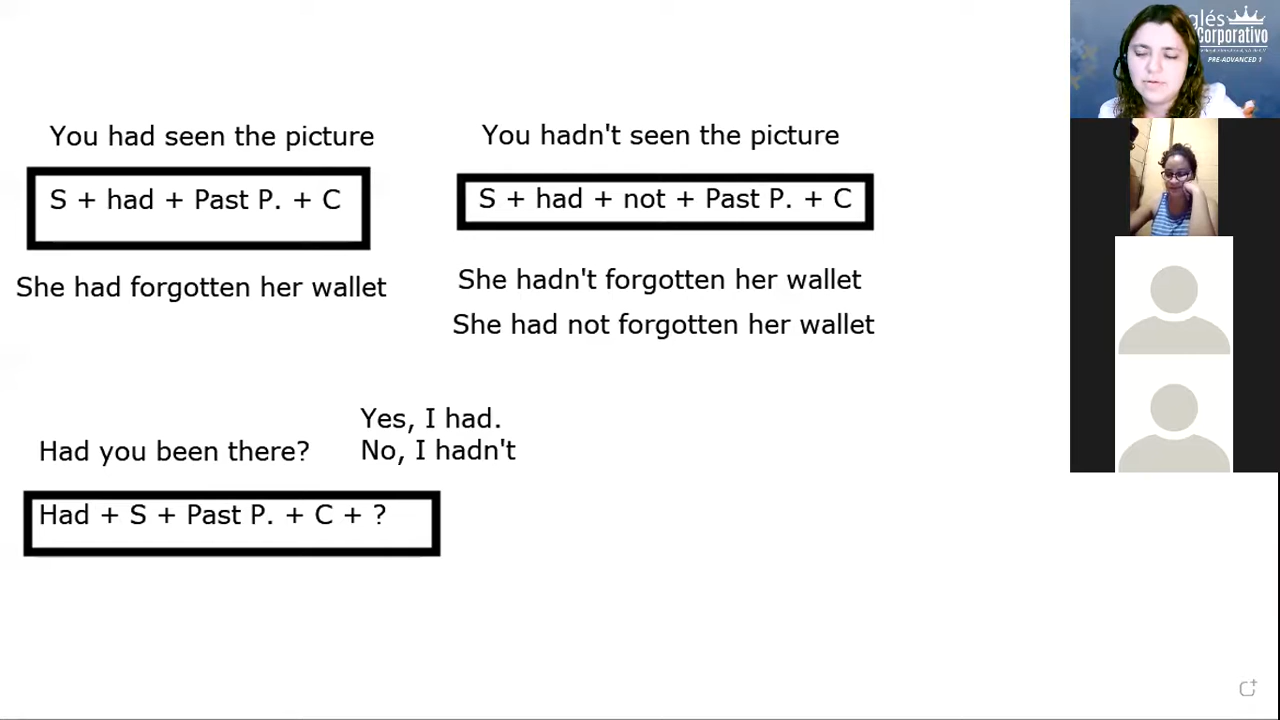 You had seen the picture
S + had + Past P. + C
She had forgotten her wallet
You hadn't seen the picture
S + had + not + Past P. + C
She hadn't forgotten her wallet
She had not forgotten her wallet
Had you been there?
Yes, I had.
No, I hadn't
Had + S + Past P. + C + ?
glés
Corporativo
PRE-ADVANCED 1